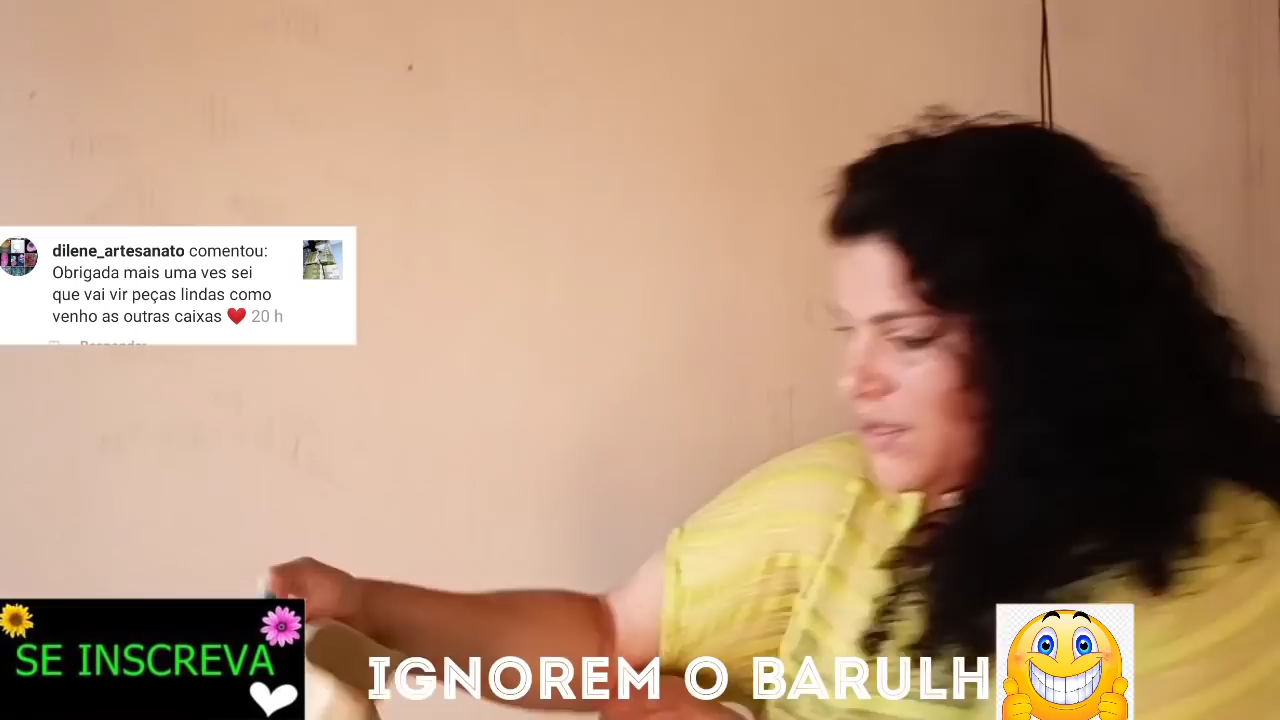 dilene_artesanato comentou:
Obrigada mais uma ves sei
que vai vir peças lindas como
venho as outras caixas ❤️ 20 h
SE INSCREVA
IGNOREM O BARULH